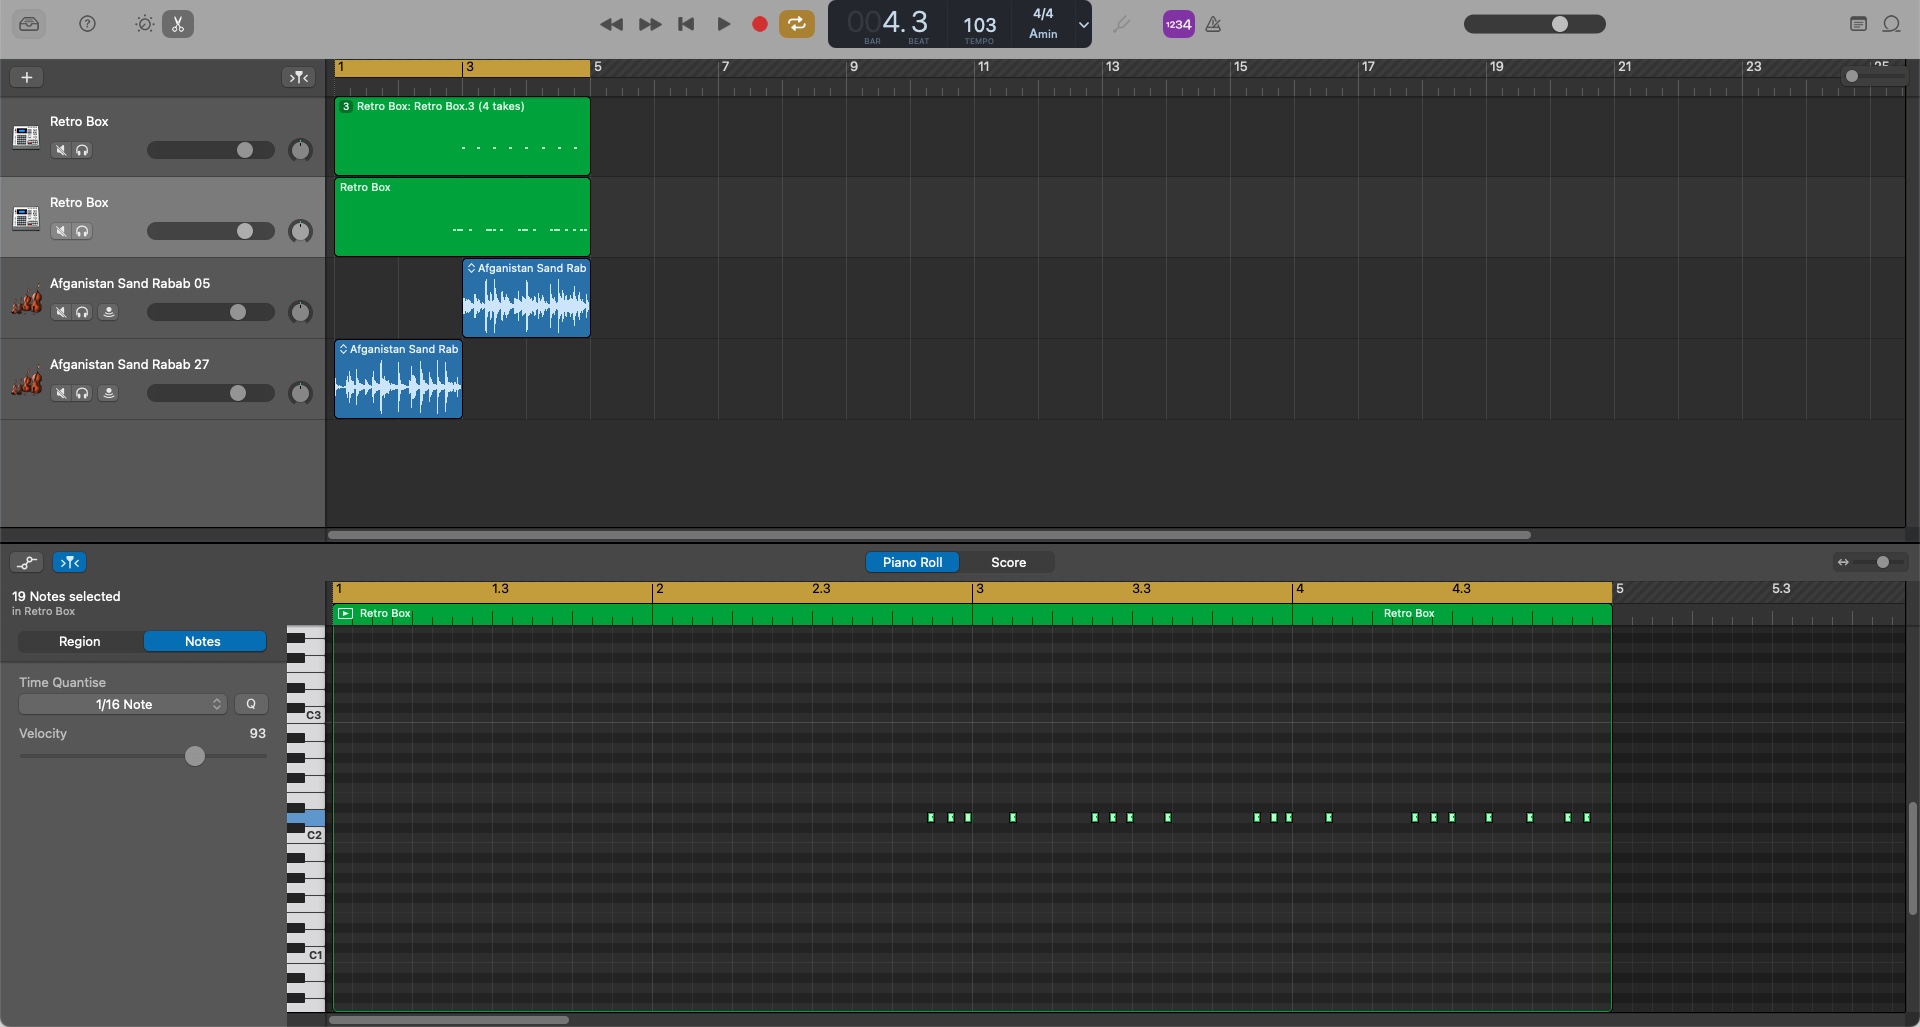 004.3
BAR
BEAT
103
TEMPO
4/4
Amin
1234
1
3
5
7
9
11
13
15
17
19
21
23
Retro Box
3 Retro Box: Retro Box.3 (4 takes)
Retro Box
Retro Box
Afganistan Sand Rabab 05
Afganistan Sand Rab
Afganistan Sand Rabab 27
Afganistan Sand Rab
Piano Roll
Score
19 Notes selected
in Retro Box
Region
Notes
Time Quantise
1/16 Note
Q
Velocity
93
1
1.3
2
2.3
3
3.3
4
4.3
5
5.3
Retro Box
Retro Box
C3
C2
C1